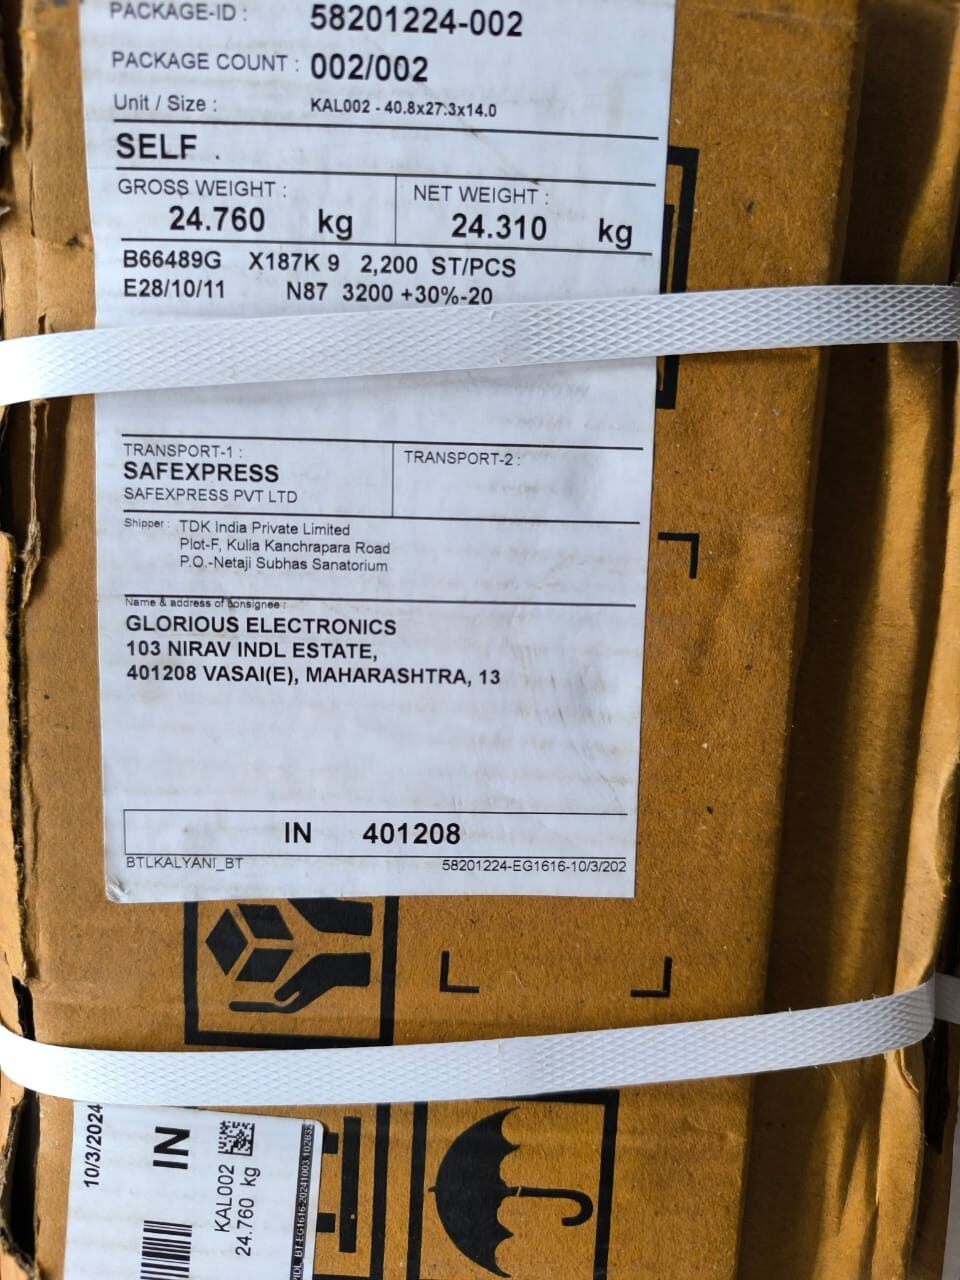 PACKAGE-ID : 58201224-002
PACKAGE COUNT : 002/002
Unit / Size : KAL002 - 40.8x27.3x14.0
SELF .
GROSS WEIGHT : 24.760 kg
NET WEIGHT : 24.310 kg
B66489G X187K 9 2,200 ST/PCS
E28/10/11 N87 3200 +30%-20
TRANSPORT-1 :
SAFEXPRESS
SAFEXPRESS PVT LTD
TRANSPORT-2 :
Shipper : TDK India Private Limited
Plot-F, Kulia Kanchrapara Road
P.O.-Netaji Subhas Sanatorium
Name & address of consignee :
GLORIOUS ELECTRONICS
103 NIRAV INDL ESTATE,
401208 VASAI(E), MAHARASHTRA, 13
IN 401208
BTLKALYANI_BT 58201224-EG1616-10/3/202
10/3/2024
IN
KAL002
24.760 kg